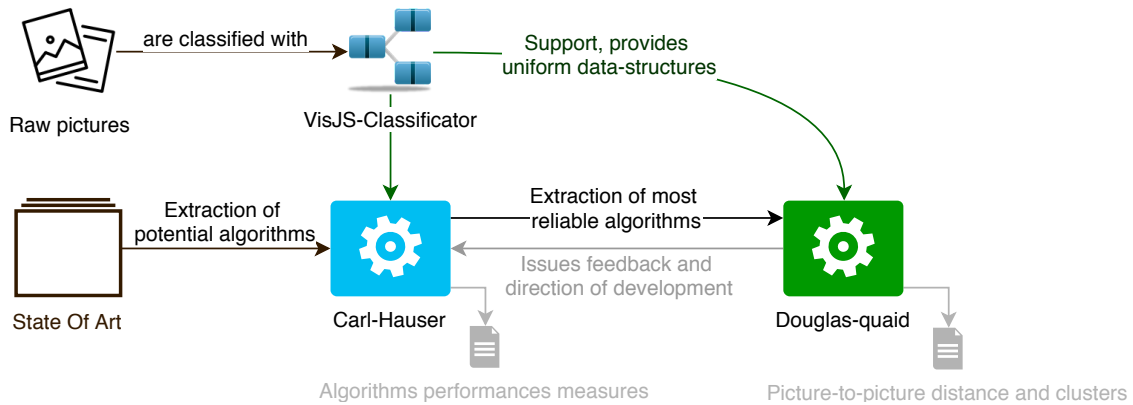 are classified with
Support, provides
uniform data-structures
Raw pictures
VisJS-Classificator
Extraction of
potential algorithms
Extraction of most
reliable algorithms
Issues feedback and
direction of development
State Of Art
Carl-Hauser
Douglas-quaid
Algorithms performances measures
Picture-to-picture distance and clusters